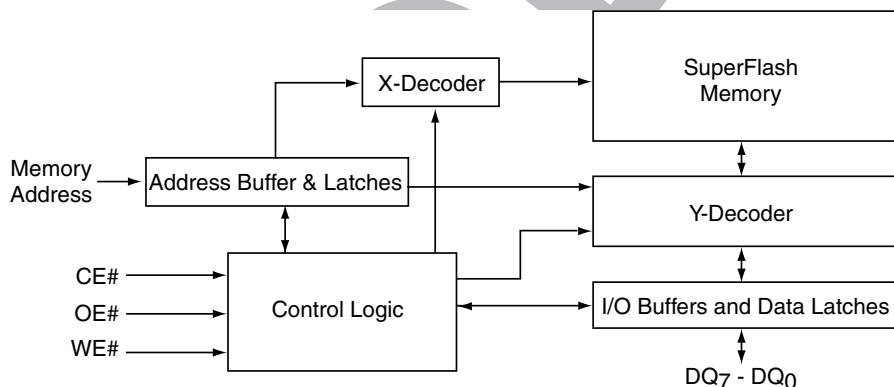 SuperFlash
Memory
X-Decoder
Memory
Address
Address Buffer & Latches
Y-Decoder
CE#
OE#
WE#
Control Logic
I/O Buffers and Data Latches
DQ7 - DQ0